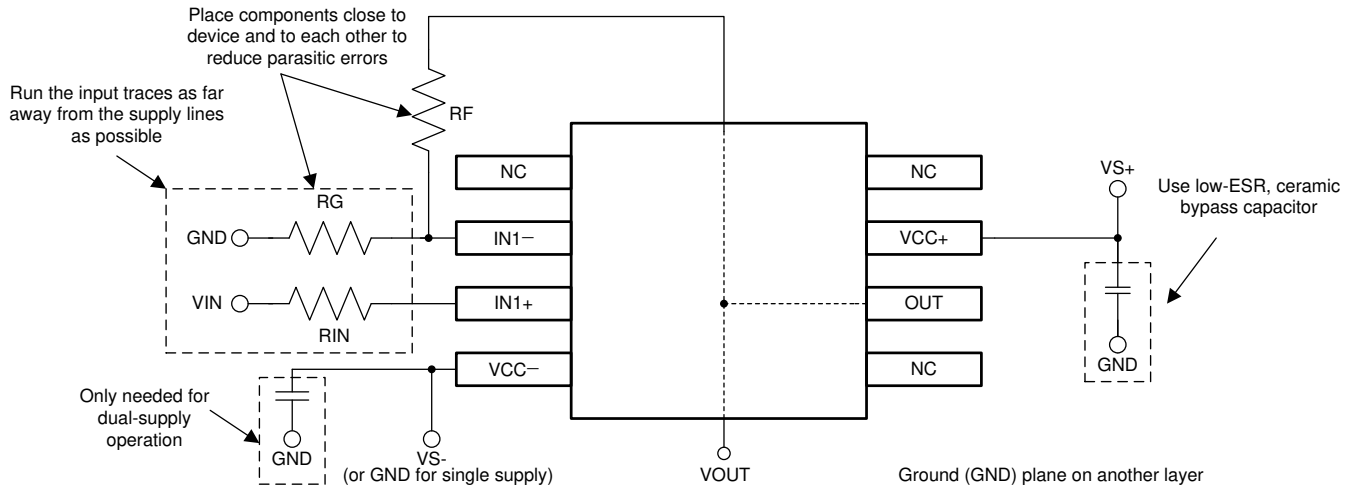 Place components close to
device and to each other to
reduce parasitic errors
Run the input traces as far
away from the supply lines
as possible
RF
NC
NC
VS+
Use low-ESR, ceramic
bypass capacitor
RG
GND
IN1−
VCC+
VIN
IN1+
OUT
RIN
GND
VCC−
NC
Only needed for
dual-supply
operation
GND
VS-
(or GND for single supply)
VOUT
Ground (GND) plane on another layer